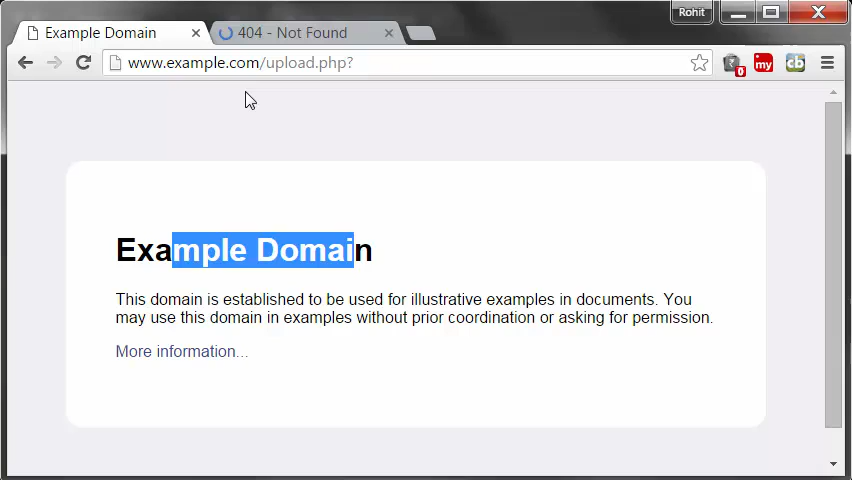 Rohit
Example Domain
404 - Not Found
www.example.com/upload.php?
0
my
cb
Example Domain
This domain is established to be used for illustrative examples in documents. You
may use this domain in examples without prior coordination or asking for permission.
More information...